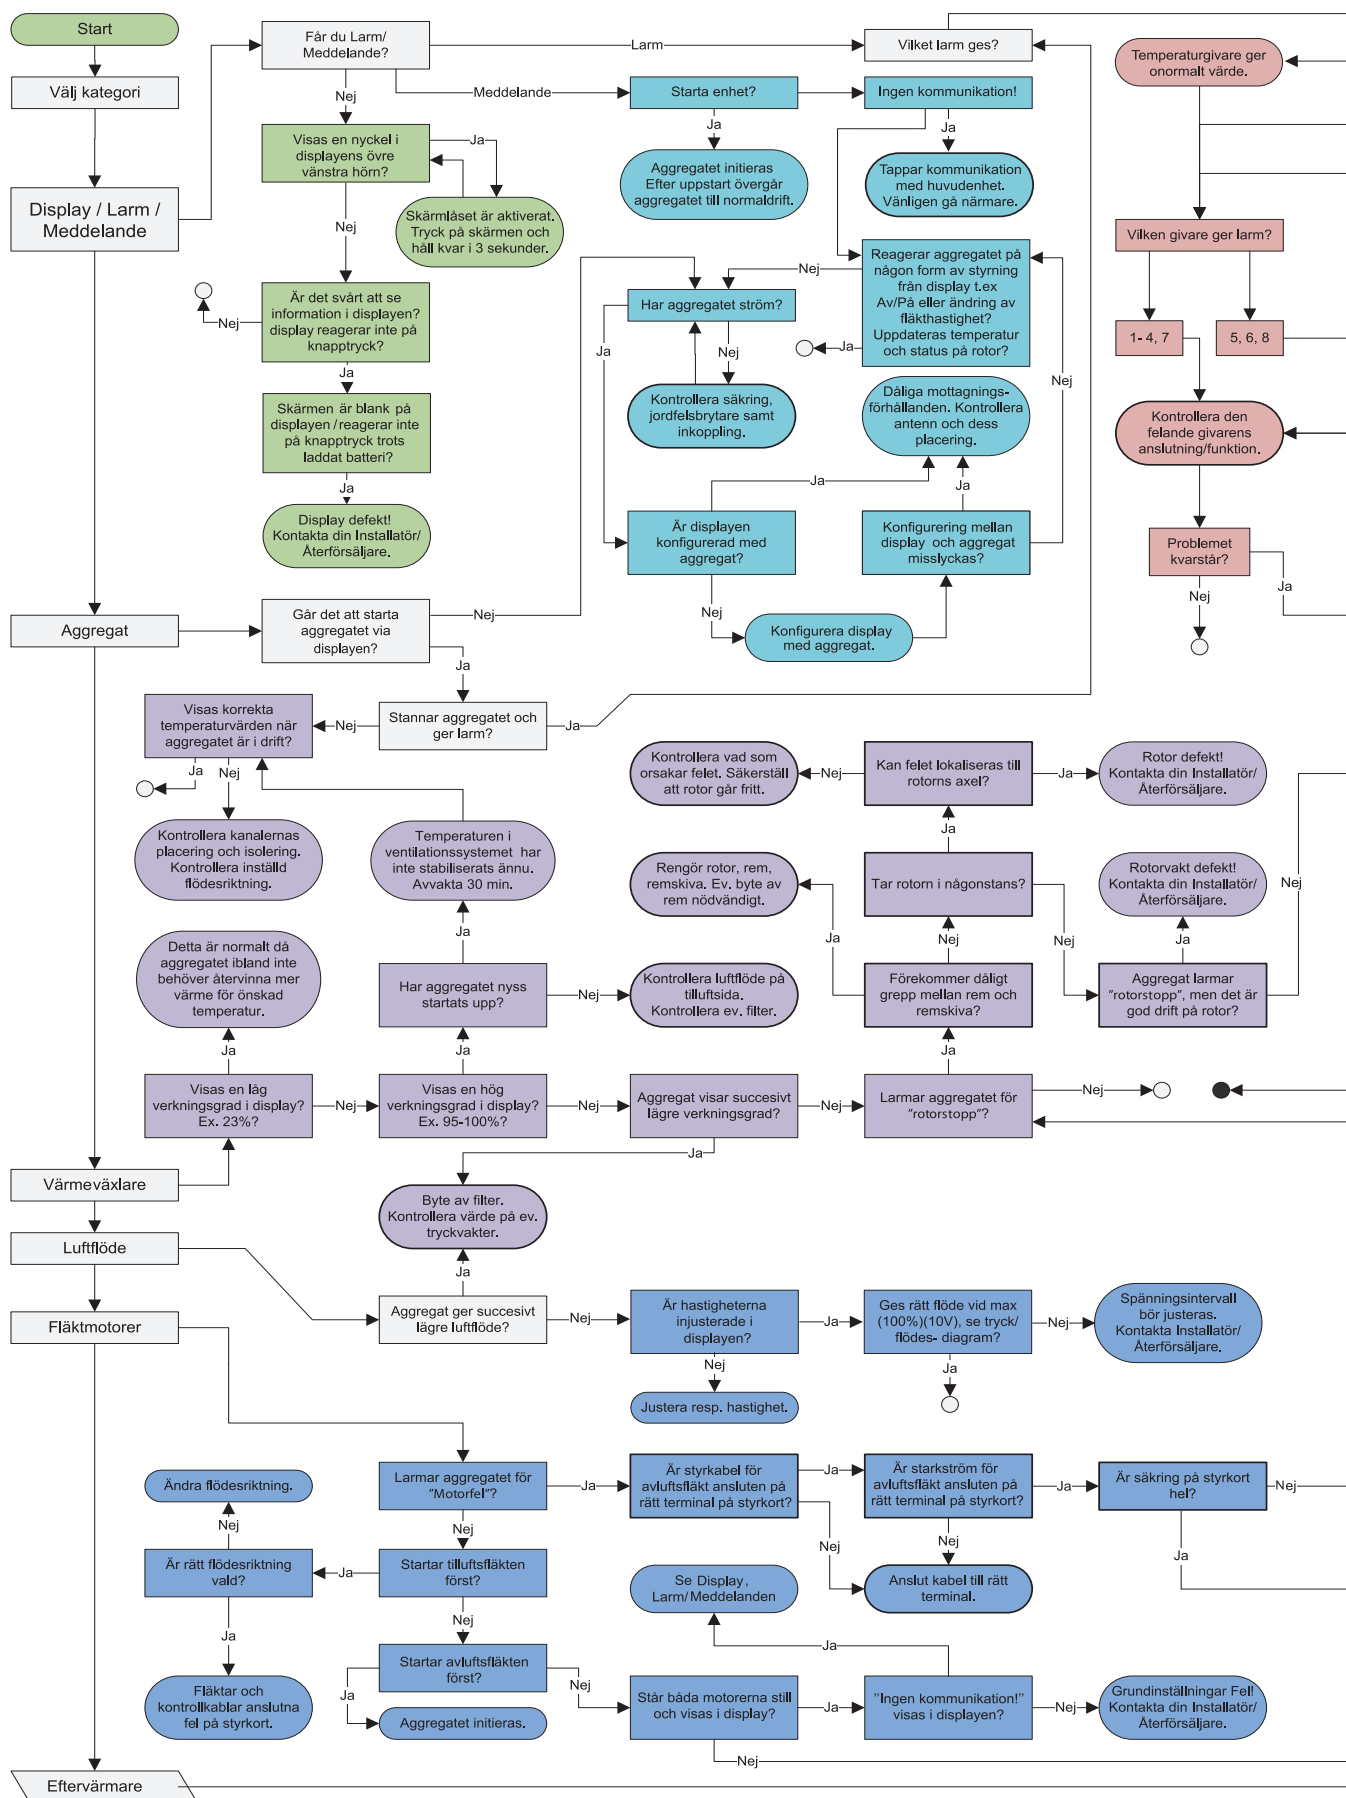 Start
Välj kategori
Display / Larm /
Meddelande
Får du Larm/
Meddelande?
Larm
Vilket larm ges?
Nej
Meddelande
Starta enhet?
Ingen kommunikation!
Ja
Ja
Visas en nyckel i
displayens övre
vänstra hörn?
Ja
Skärmlåset är aktiverat.
Tryck på skärmen och
håll kvar i 3 sekunder.
Aggregatet initieras
Efter uppstart övergår
aggregatet till normaldrift.
Tappar kommunikation
med huvudenhet.
Vänligen gå närmare.
Nej
Är det svårt att se
information i displayen?
display reagerar inte på
knapptryck?
Nej
Ja
Skärmen är blank på
displayen/reagerar inte
på knapptryck trots
laddat batteri?
Ja
Display defekt!
Kontakta din Installatör/
Återförsäljare.
Har aggregatet ström?
Nej
Reagerar aggregatet på
någon form av styrning
från display t.ex
Av/På eller ändring av
fläkthastighet?
Uppdateras temperatur
och status på rotor?
Ja
Nej
Ja
Nej
Kontrollera säkring,
jordfelsbrytare samt
inkoppling.
Dåliga mottagnings-
förhållanden. Kontrollera
antenn och dess
placering.
Ja
Ja
Är displayen
konfigurerad med
aggregat?
Konfigurering mellan
display och aggregat
misslyckas?
Nej
Konfigurera display
med aggregat.
Temperaturgivare ger
onormalt värde.
Vilken givare ger larm?
1- 4, 7
5, 6, 8
Kontrollera den
felande givarens
anslutning/funktion.
Problemet
kvarstår?
Ja
Nej
Aggregat
Går det att starta
aggregatet via
displayen?
Nej
Ja
Stannar aggregatet och
ger larm?
Ja
Nej
Visas korrekta
temperaturvärden när
aggregatet är i drift?
Ja
Nej
Kontrollera kanalernas
placering och isolering.
Kontrollera inställd
flödesriktning.
Temperaturen i
ventilationssystemet har
inte stabiliserats ännu.
Avvakta 30 min.
Ja
Detta är normalt då
aggregatet ibland inte
behöver återvinna mer
värme för önskad
temperatur.
Ja
Har aggregatet nyss
startats upp?
Nej
Kontrollera luftflöde på
tilluftsida.
Kontrollera ev. filter.
Ja
Kontrollera vad som
orsakar felet. Säkerställ
att rotor går fritt.
Nej
Kan felet lokaliseras till
rotorns axel?
Ja
Rotor defekt!
Kontakta din Installatör/
Återförsäljare.
Ja
Rengör rotor, rem,
remskiva. Ev. byte av
rem nödvändigt.
Tar rotorn i någonstans?
Rotorvakt defekt!
Kontakta din Installatör/
Återförsäljare.
Nej
Ja
Nej
Nej
Ja
Förekommer dåligt
grepp mellan rem och
remskiva?
Aggregat larmar
"rotorstopp", men det är
god drift på rotor?
Ja
Visas en låg
verkningsgrad i display?
Ex. 23%?
Nej
Visas en hög
verkningsgrad i display?
Ex. 95-100%?
Nej
Aggregat visar succesivt
lägre verkningsgrad?
Nej
Larmar aggregatet för
"rotorstopp"?
Nej
Ja
Värmeväxlare
Byte av filter.
Kontrollera värde på ev.
tryckvakter.
Ja
Luftflöde
Aggregat ger succesivt
lägre luftflöde?
Nej
Är hastigheterna
injusterade i
displayen?
Ja
Ges rätt flöde vid max
(100%)(10V), se tryck/
flödes- diagram?
Nej
Spänningsintervall
bör justeras.
Kontakta Installatör/
Återförsäljare.
Nej
Ja
Justera resp. hastighet.
Fläktmotorer
Larmar aggregatet för
"Motorfel"?
Ja
Är styrkabel för
avluftsfläkt ansluten på
rätt terminal på styrkort?
Ja
Är starkström för
avluftsfläkt ansluten på
rätt terminal på styrkort?
Ja
Är säkring på styrkort
hel?
Nej
Ändra flödesriktning.
Nej
Nej
Nej
Nej
Ja
Är rätt flödesriktning
vald?
Ja
Startar tilluftsfläkten
först?
Se Display,
Larm/Meddelanden
Anslut kabel till rätt
terminal.
Ja
Nej
Ja
Startar avluftsfläkten
först?
Ja
Nej
Fläktar och
kontrollkablar anslutna
fel på styrkort.
Aggregatet initieras.
Står båda motorerna still
och visas i display?
Ja
"Ingen kommunikation!"
visas i displayen?
Nej
Grundinställningar Fel!
Kontakta din Installatör/
Återförsäljare.
Nej
Eftervärmare